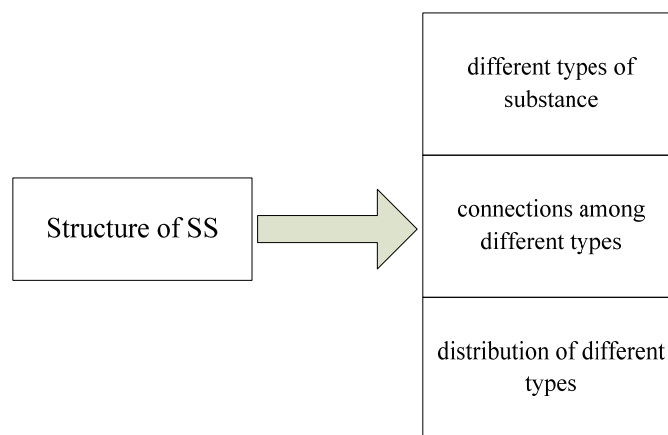 different types of
substance
Structure of SS
connections among
different types
distribution of different
types